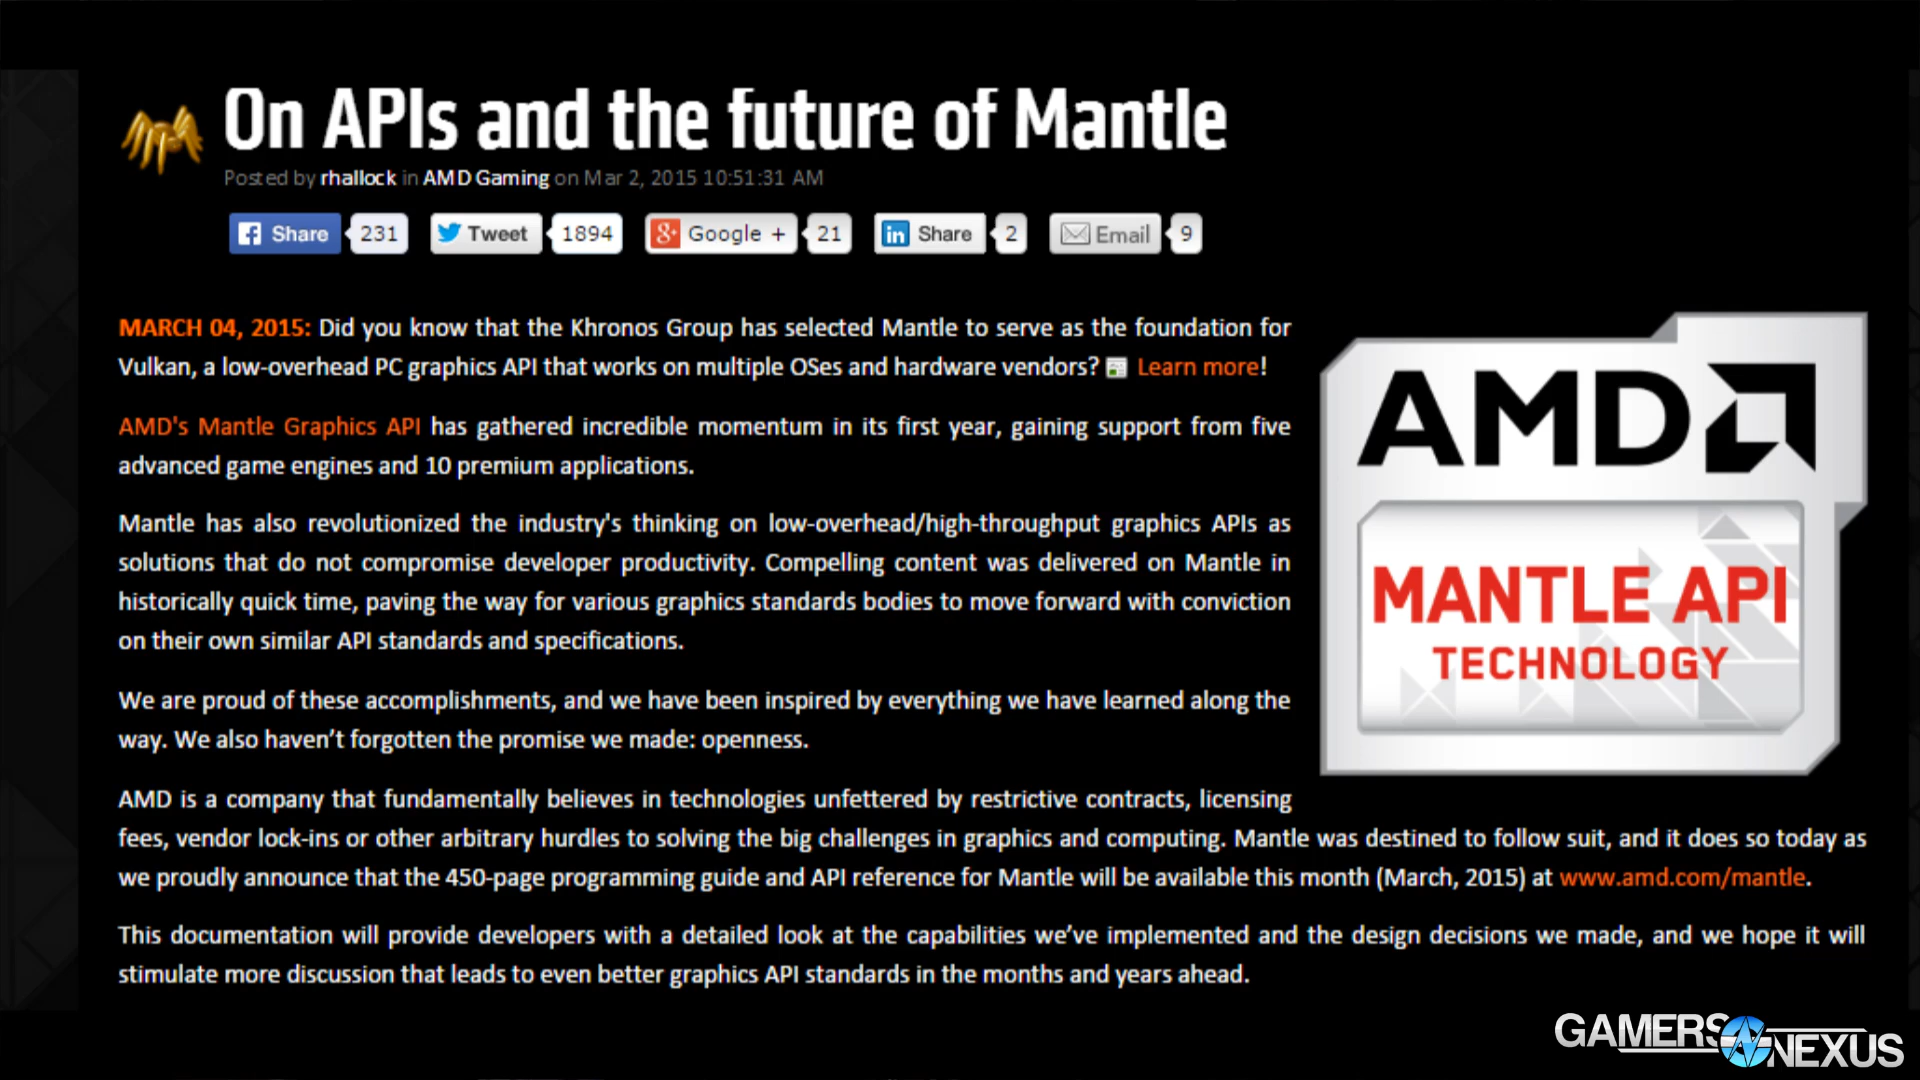 On APIs and the future of Mantle
Posted by rhallock in AMD Gaming on Mar 2, 2015 10:51:31 AM
Share 231 Tweet 1894 Google + 21 Share 2 Email 9
MARCH 04, 2015: Did you know that the Khronos Group has selected Mantle to serve as the foundation for
Vulkan, a low-overhead PC graphics API that works on multiple OSes and hardware vendors? Learn more!
AMD's Mantle Graphics API has gathered incredible momentum in its first year, gaining support from five
advanced game engines and 10 premium applications.
Mantle has also revolutionized the industry's thinking on low-overhead/high-throughput graphics APIs as
solutions that do not compromise developer productivity. Compelling content was delivered on Mantle in
historically quick time, paving the way for various graphics standards bodies to move forward with conviction
on their own similar API standards and specifications.
We are proud of these accomplishments, and we have been inspired by everything we have learned along the
way. We also haven’t forgotten the promise we made: openness.
AMD is a company that fundamentally believes in technologies unfettered by restrictive contracts, licensing
fees, vendor lock-ins or other arbitrary hurdles to solving the big challenges in graphics and computing. Mantle was destined to follow suit, and it does so today as
we proudly announce that the 450-page programming guide and API reference for Mantle will be available this month (March, 2015) at www.amd.com/mantle.
This documentation will provide developers with a detailed look at the capabilities we’ve implemented and the design decisions we made, and we hope it will
stimulate more discussion that leads to even better graphics API standards in the months and years ahead.
AMD
MANTLE API
TECHNOLOGY
GAMERS
NEXUS